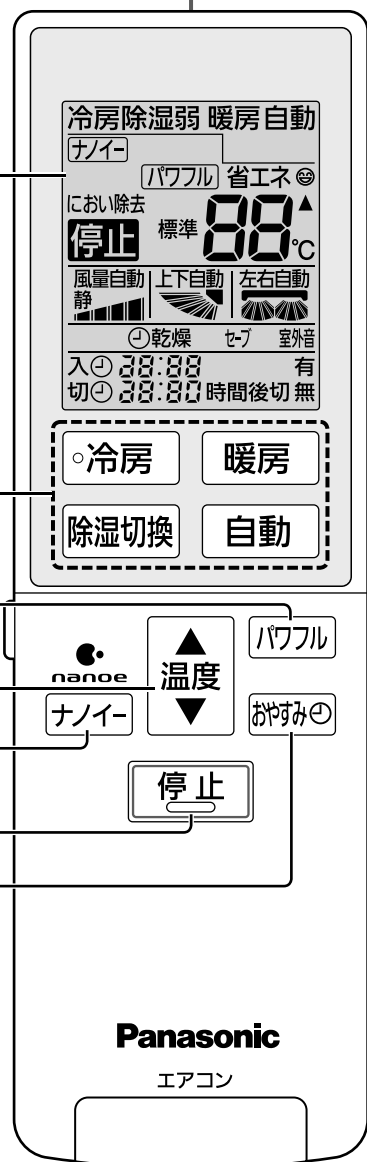 冷房除湿弱 暖房自動
ナノイー
パワフル 省エネ
におい除去
停止 標準 88 ℃
風量自動 上下自動 左右自動
静
乾燥 セーブ 室外音
入 88:88 有
切 88:80 時間後切 無
冷房 暖房
除湿切換 自動
パワフル
nanoe 温度
ナノイー おやすみ
停止
Panasonic
エアコン